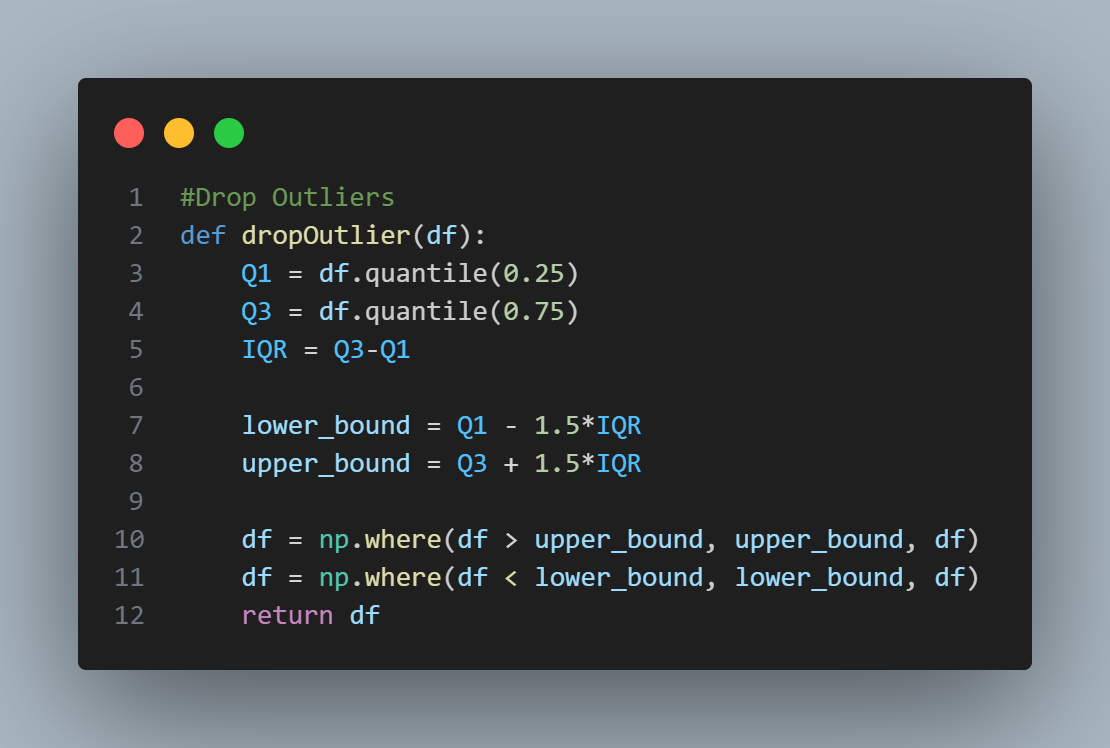 1 #Drop Outliers
2 def dropOutlier(df):
3     Q1 = df.quantile(0.25)
4     Q3 = df.quantile(0.75)
5     IQR = Q3-Q1
6
7     lower_bound = Q1 - 1.5*IQR
8     upper_bound = Q3 + 1.5*IQR
9
10     df = np.where(df > upper_bound, upper_bound, df)
11     df = np.where(df < lower_bound, lower_bound, df)
12     return df